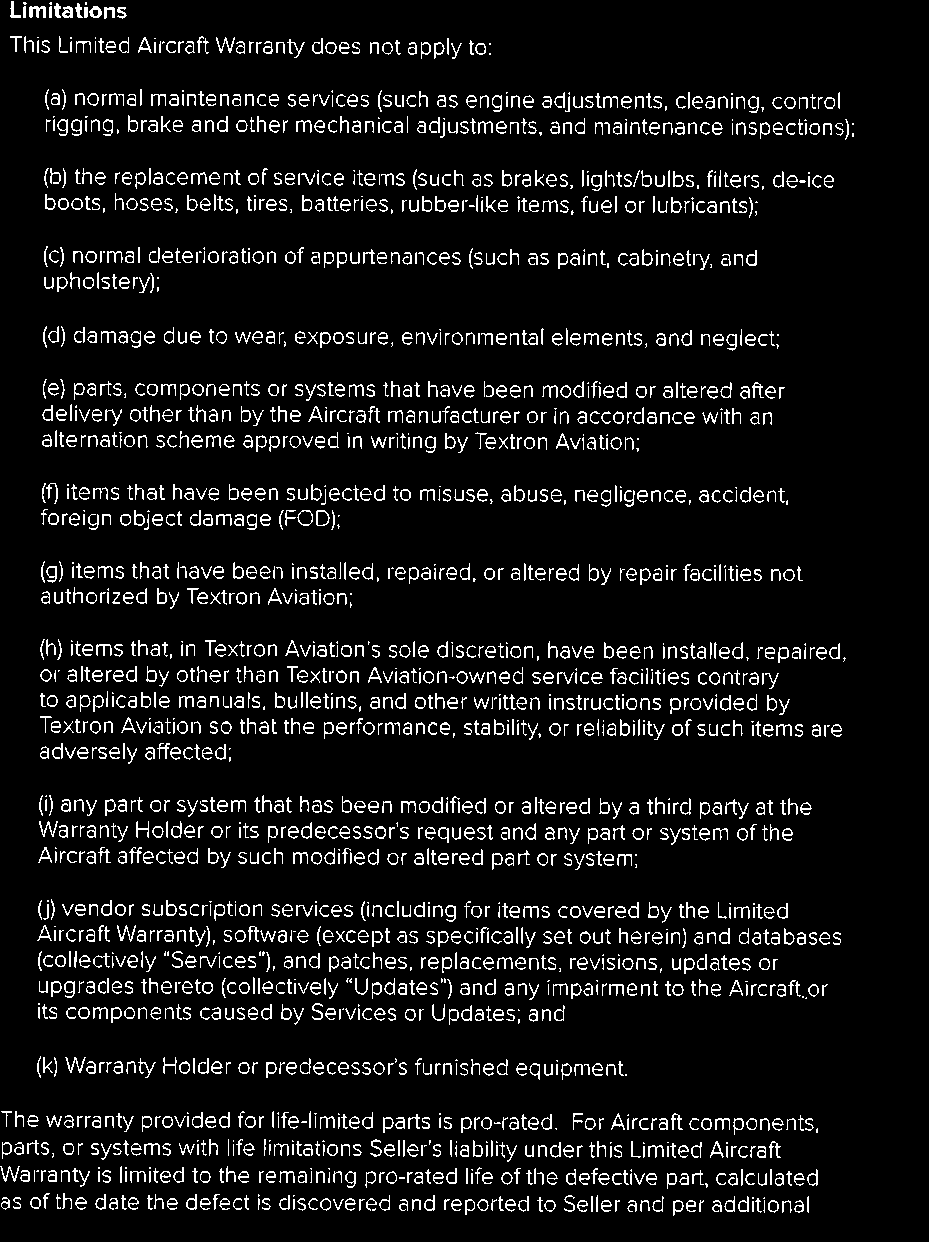 Limitations
This Limited Aircraft Warranty does not apply to:
(a) normal maintenance services (such as engine adjustments, cleaning, control
rigging, brake and other mechanical adjustments, and maintenance inspections);
(b) the replacement of service items (such as brakes, lights/bulbs, filters, de-ice
boots, hoses, belts, tires, batteries, rubber-like items, fuel or lubricants);
(c) normal deterioration of appurtenances (such as paint, cabinetry, and
upholstery);
(d) damage due to wear, exposure, environmental elements, and neglect;
(e) parts, components or systems that have been modified or altered after
delivery other than by the Aircraft manufacturer or in accordance with an
alternation scheme approved in writing by Textron Aviation;
(f) items that have been subjected to misuse, abuse, negligence, accident,
foreign object damage (FOD);
(g) items that have been installed, repaired, or altered by repair facilities not
authorized by Textron Aviation;
(h) items that, in Textron Aviation's sole discretion, have been installed, repaired,
or altered by other than Textron Aviation-owned service facilities contrary
to applicable manuals, bulletins, and other written instructions provided by
Textron Aviation so that the performance, stability, or reliability of such items are
adversely affected;
(i) any part or system that has been modified or altered by a third party at the
Warranty Holder or its predecessor's request and any part or system of the
Aircraft affected by such modified or altered part or system;
(j) vendor subscription services (including for items covered by the Limited
Aircraft Warranty), software (except as specifically set out herein) and databases
(collectively "Services"), and patches, replacements, revisions, updates or
upgrades thereto (collectively "Updates") and any impairment to the Aircraft,.or
its components caused by Services or Updates; and
(k) Warranty Holder or predecessor's furnished equipment.
The warranty provided for life-limited parts is pro-rated. For Aircraft components,
parts, or systems with life limitations Seller's liability under this Limited Aircraft
Warranty is limited to the remaining pro-rated life of the defective part, calculated
as of the date the defect is discovered and reported to Seller and per additional